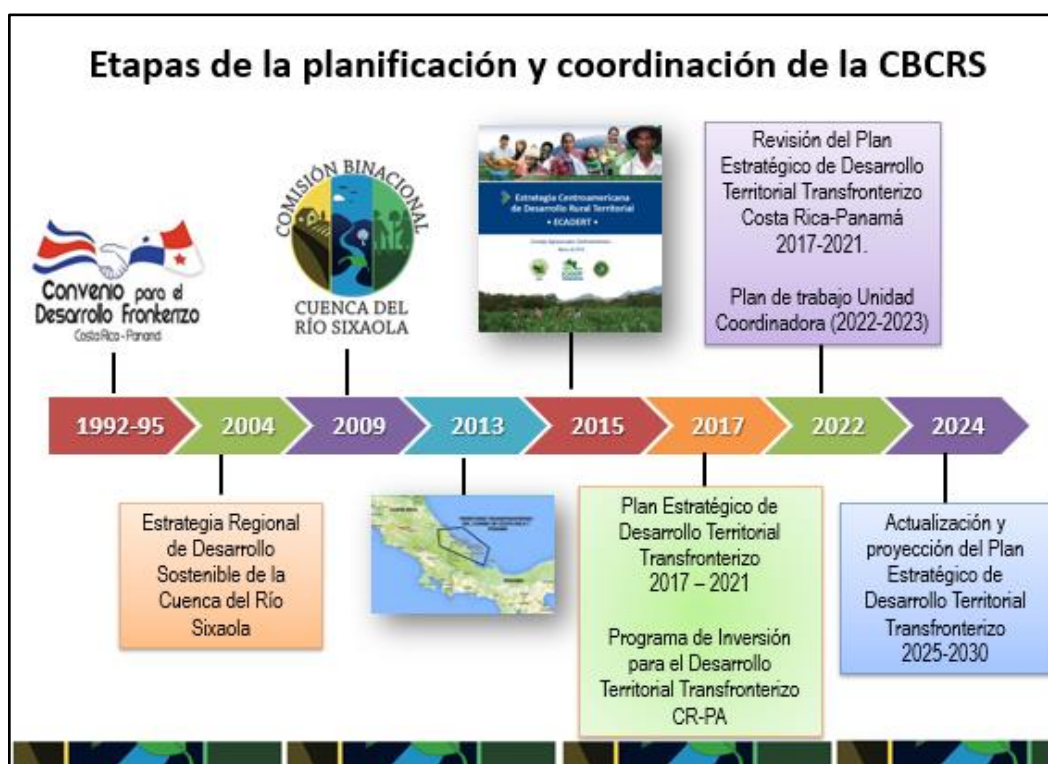 Etapas de la planificación y coordinación de la CBCRS
Convenio para el
Desarrollo Fronterizo
Costa Rica - Panamá
COMISIÓN BINACIONAL
CUENCA DEL
RÍO SIXAOLA
Estrategia Centroamericana
de Desarrollo Rural Territorial
• ECADERT •
Revisión del Plan
Estratégico de Desarrollo
Territorial Transfronterizo
Costa Rica-Panamá
2017-2021.
Plan de trabajo Unidad
Coordinadora (2022-2023)
1992-95
2004
2009
2013
2015
2017
2022
2024
Estrategia Regional
de Desarrollo
Sostenible de la
Cuenca del Río
Sixaola
Plan Estratégico de
Desarrollo Territorial
Transfronterizo
2017 – 2021
Programa de Inversión
para el Desarrollo
Territorial Transfronterizo
CR-PA
Actualización y
proyección del Plan
Estratégico de
Desarrollo Territorial
Transfronterizo
2025-2030